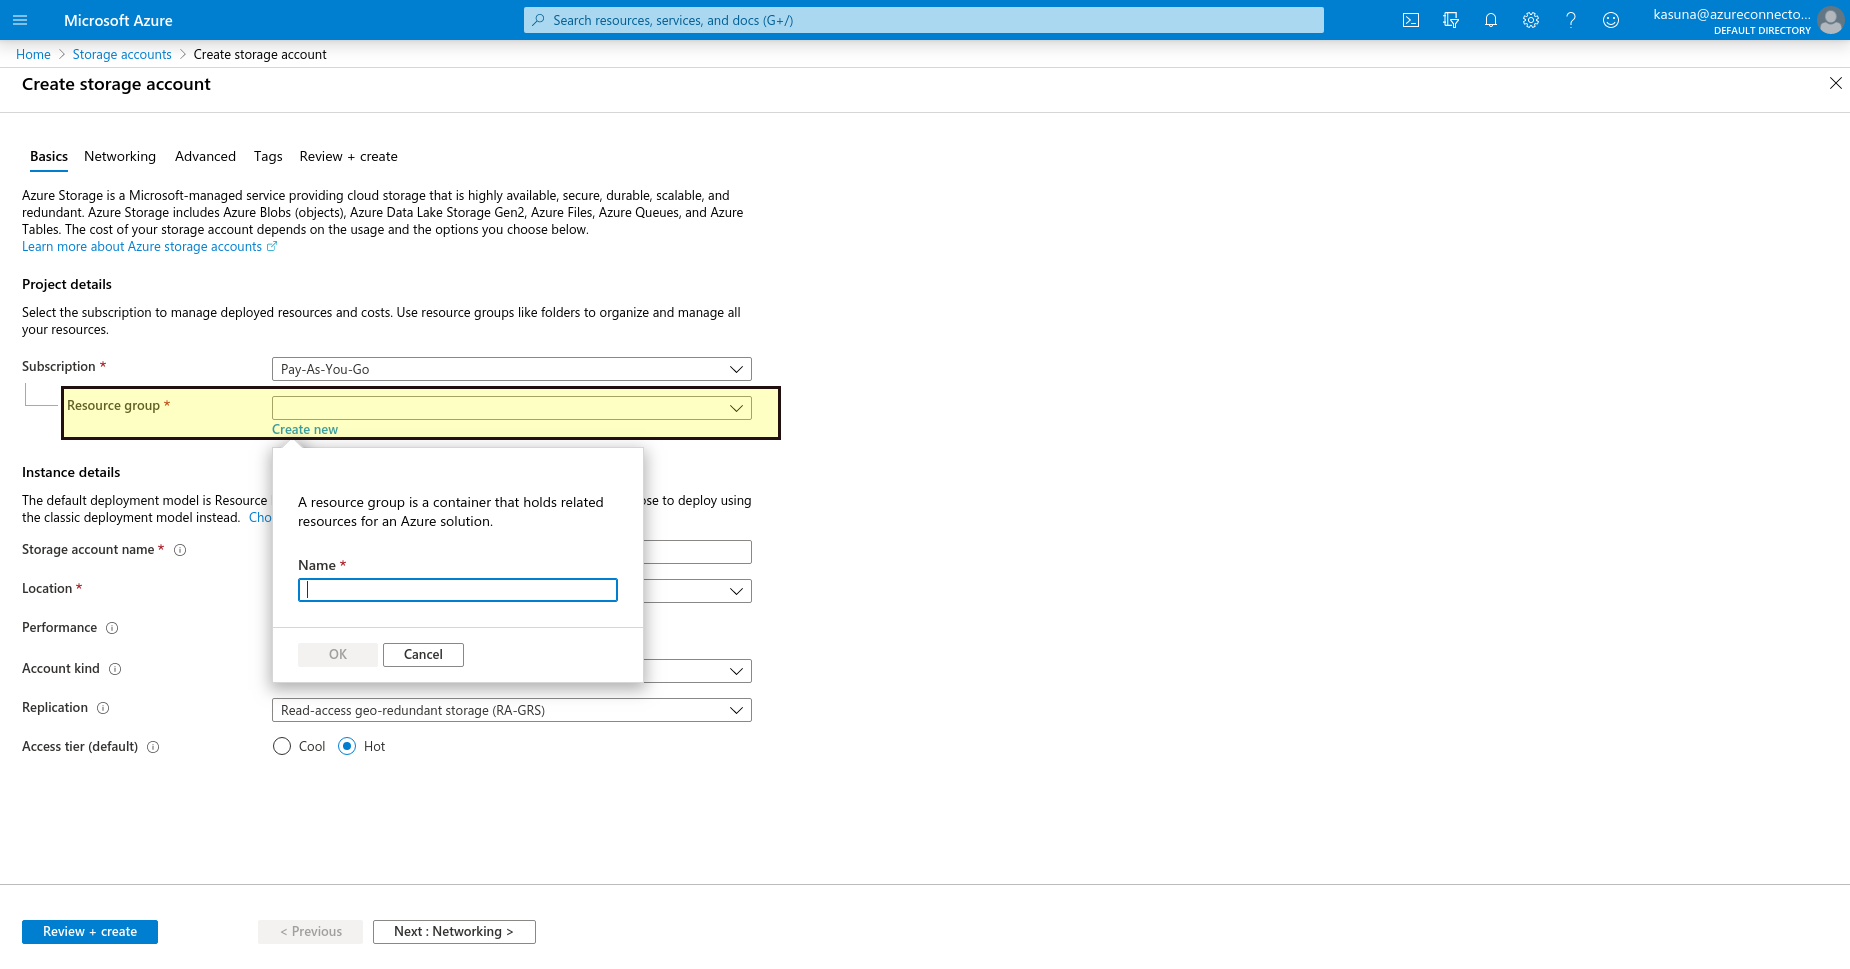 Microsoft Azure
Search resources, services, and docs (G+/)
kasuna@azureconnecto...
DEFAULT DIRECTORY
Home > Storage accounts > Create storage account
Create storage account
Basics Networking Advanced Tags Review + create
Azure Storage is a Microsoft-managed service providing cloud storage that is highly available, secure, durable, scalable, and
redundant. Azure Storage includes Azure Blobs (objects), Azure Data Lake Storage Gen2, Azure Files, Azure Queues, and Azure
Tables. The cost of your storage account depends on the usage and the options you choose below.
Learn more about Azure storage accounts
Project details
Select the subscription to manage deployed resources and costs. Use resource groups like folders to organize and manage all
your resources.
Subscription *
Pay-As-You-Go
Resource group *
Create new
A resource group is a container that holds related
resources for an Azure solution.
Name *
OK Cancel
Instance details
The default deployment model is Resource ose to deploy using
the classic deployment model instead. Cho
Storage account name *
Location *
Performance
Account kind
Replication
Read-access geo-redundant storage (RA-GRS)
Access tier (default)
Cool Hot
Review + create < Previous Next : Networking >